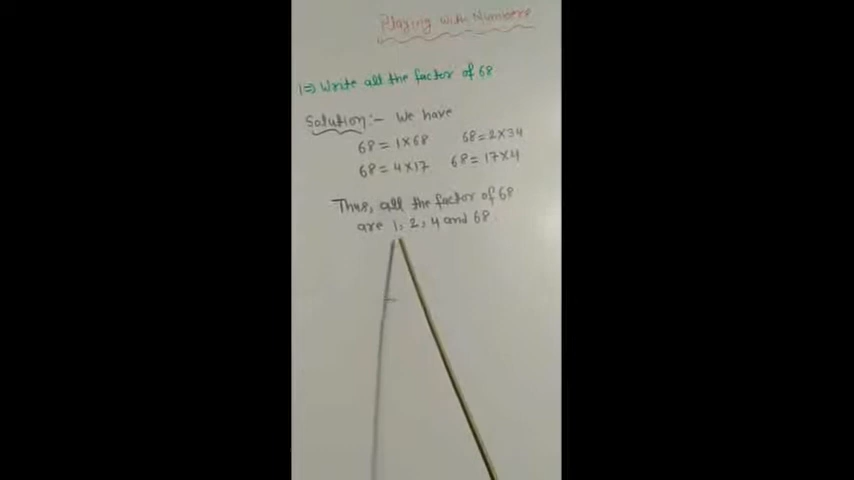 Playing with Numbers
1⇒ Write all the factor of 68
Solution:- We have
68 = 1×68 68 = 2×34
68 = 4×17 68 = 17×4
Thus, all the factor of 68
are 1, 2, 4 and 68